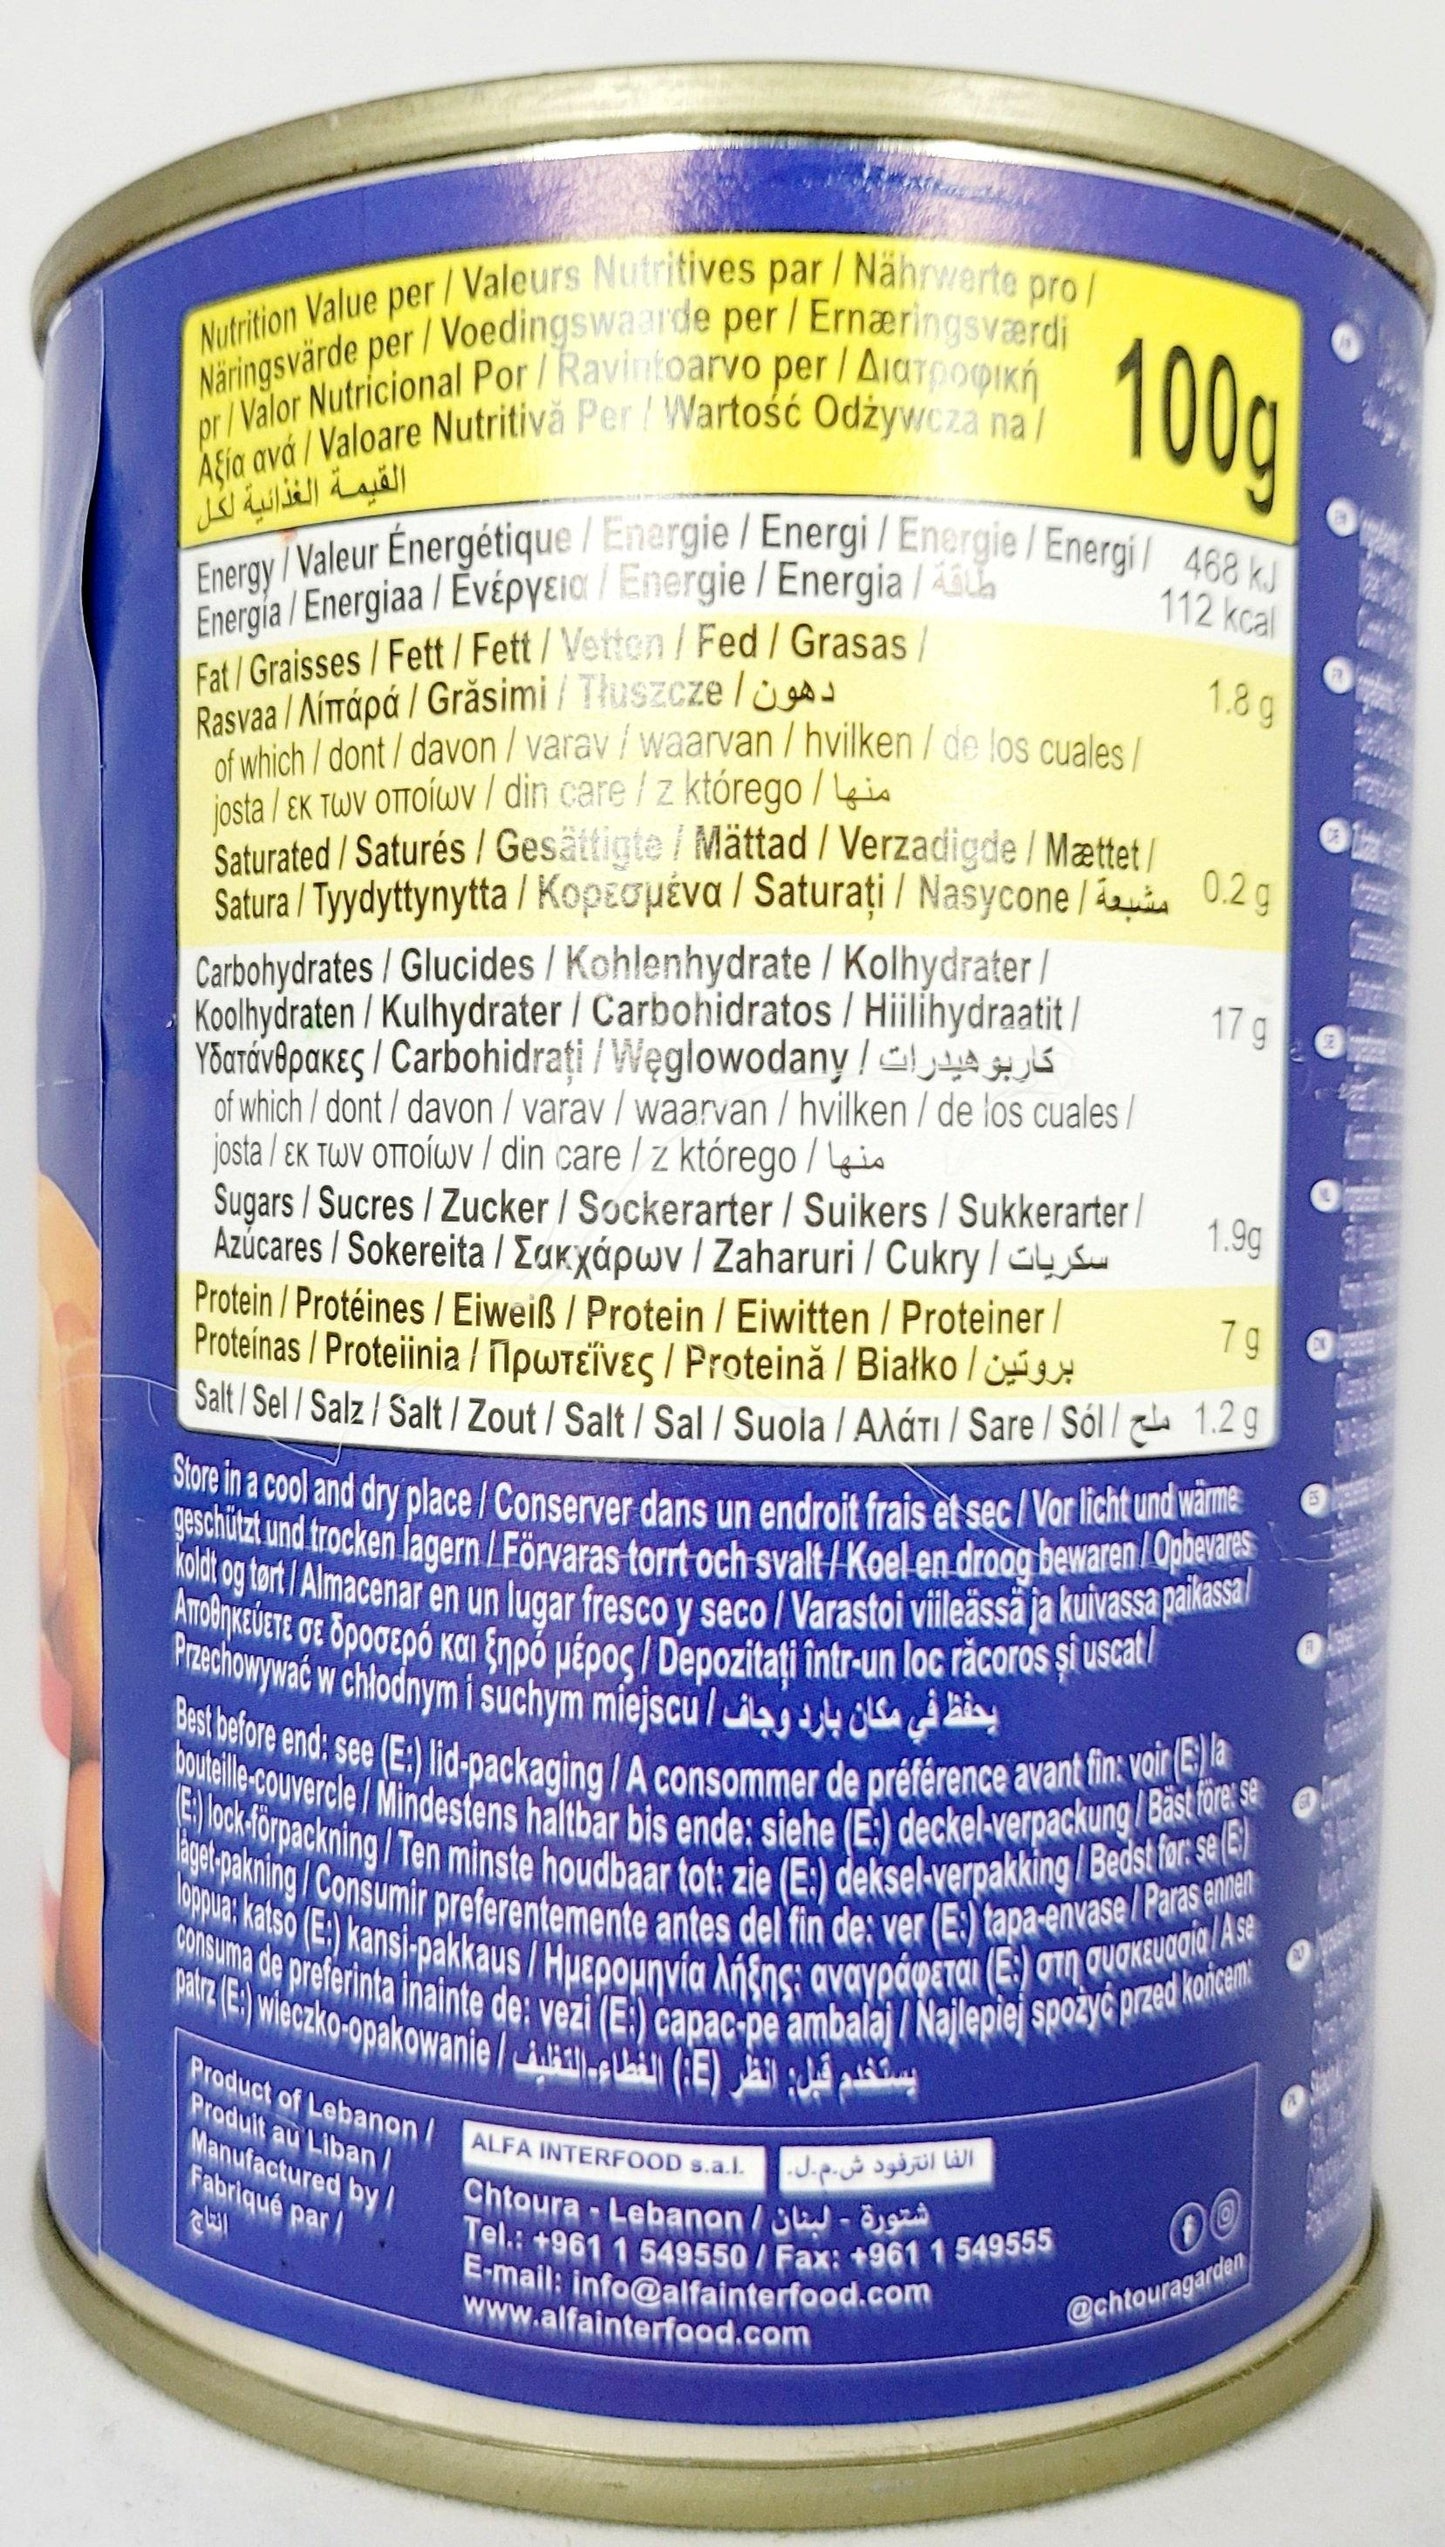 Nutrition Value per / Valeurs Nutritives par / Nährwerte pro /
Näringsvärde per / Voedingswaarde per / Ernæringsværdi
pr / Valor Nutricional Por / Ravintoarvo per / Διατροφική
Αξία ανά / Valoare Nutritivă Per / Wartość Odżywcza na /
القيمة الغذائية لكل
100g
Energy / Valeur Énergétique / Energie / Energi / Energie / Energi / 468 kJ
Energía / Energiaa / Ενέργεια / Energie / Energia / طاقة 112 kcal
Fat / Graisses / Fett / Fett / Vetten / Fed / Grasas /
Rasvaa / Λίπάρά / Grăsimi / Tłuszcze / دهون 1.8 g
of which / dont / davon / varav / waarvan / hvilken / de los cuales /
josta / εκ των οποίων / din care / z którego / منها
Saturated / Saturés / Gesättigte / Mättad / Verzadigde / Mættet /
Satura / Tyydyttynytta / Κορεσμένα / Saturați / Nasycone / مشبعة 0.2 g
Carbohydrates / Glucides / Kohlenhydrate / Kolhydrater /
Koolhydraten / Kulhydrater / Carbohidratos / Hiilihydraatit / 17 g
Υδατάνθρακες / Carbohidrați / Węglowodany / كاربوهيدرات
of which / dont / davon / varav / waarvan / hvilken / de los cuales /
josta / εκ των οποίων / din care / z którego / منها
Sugars / Sucres / Zucker / Sockerarter / Suikers / Sukkerarter /
Azúcares / Sokereita / Σακχάρων / Zaharuri / Cukry / سكريات 1.9g
Protein / Protéines / Eiweiß / Protein / Eiwitten / Proteiner /
Proteínas / Proteiinia / Πρωτεΐνες / Proteină / Białko / بروتين 7 g
Salt / Sel / Salz / Salt / Zout / Salt / Sal / Suola / Αλάτι / Sare / Sól / ملح 1.2 g
Store in a cool and dry place / Conserver dans un endroit frais et sec / Vor licht und wärme
geschützt und trocken lagern / Förvaras torrt och svalt / Koel en droog bewaren / Opbevares
koldt og tørt / Almacenar en un lugar fresco y seco / Varastoi viileässä ja kuivassa paikassa /
Αποθηκεύετε σε δροσερό και ξηρό μέρος / Depozitați într-un loc răcoros și uscat /
Przechowywać w chłodnym i suchym miejscu / يحفظ في مكان بارد وجاف
Best before end: see (E:) lid-packaging / A consommer de préférence avant fin: voir (E:) la
bouteille-couvercle / Mindestens haltbar bis ende: siehe (E:) deckel-verpackung / Bäst före: se
(E:) lock-förpackning / Ten minste houdbaar tot: zie (E:) deksel-verpakking / Bedst før: se (E:)
låget-pakning / Consumir preferentemente antes del fin de: ver (E:) tapa-envase / Paras ennen
loppua: katso (E:) kansi-pakkaus / Ημερομηνία λήξης: αναγράφεται (E:) στη συσκευασία / A se
consuma de preferinta inainte de: vezi (E:) capac-pe ambalaj / Najlepiej spożyć przed końcem:
patrz (E:) wieczko-opakowanie / يستخدم قبل: انظر (E:) الغطاء-التغليف
Product of Lebanon /
Produit au Liban /
Manufactured by /
Fabriqué par /
انتاج
ALFA INTERFOOD s.a.l. الفا انترفود ش.م.ل.
Chtoura - Lebanon / شتورة - لبنان
Tel.: +961 1 549550 / Fax: +961 1 549555
E-mail: info@alfainterfood.com
www.alfainterfood.com
@chtouragarden